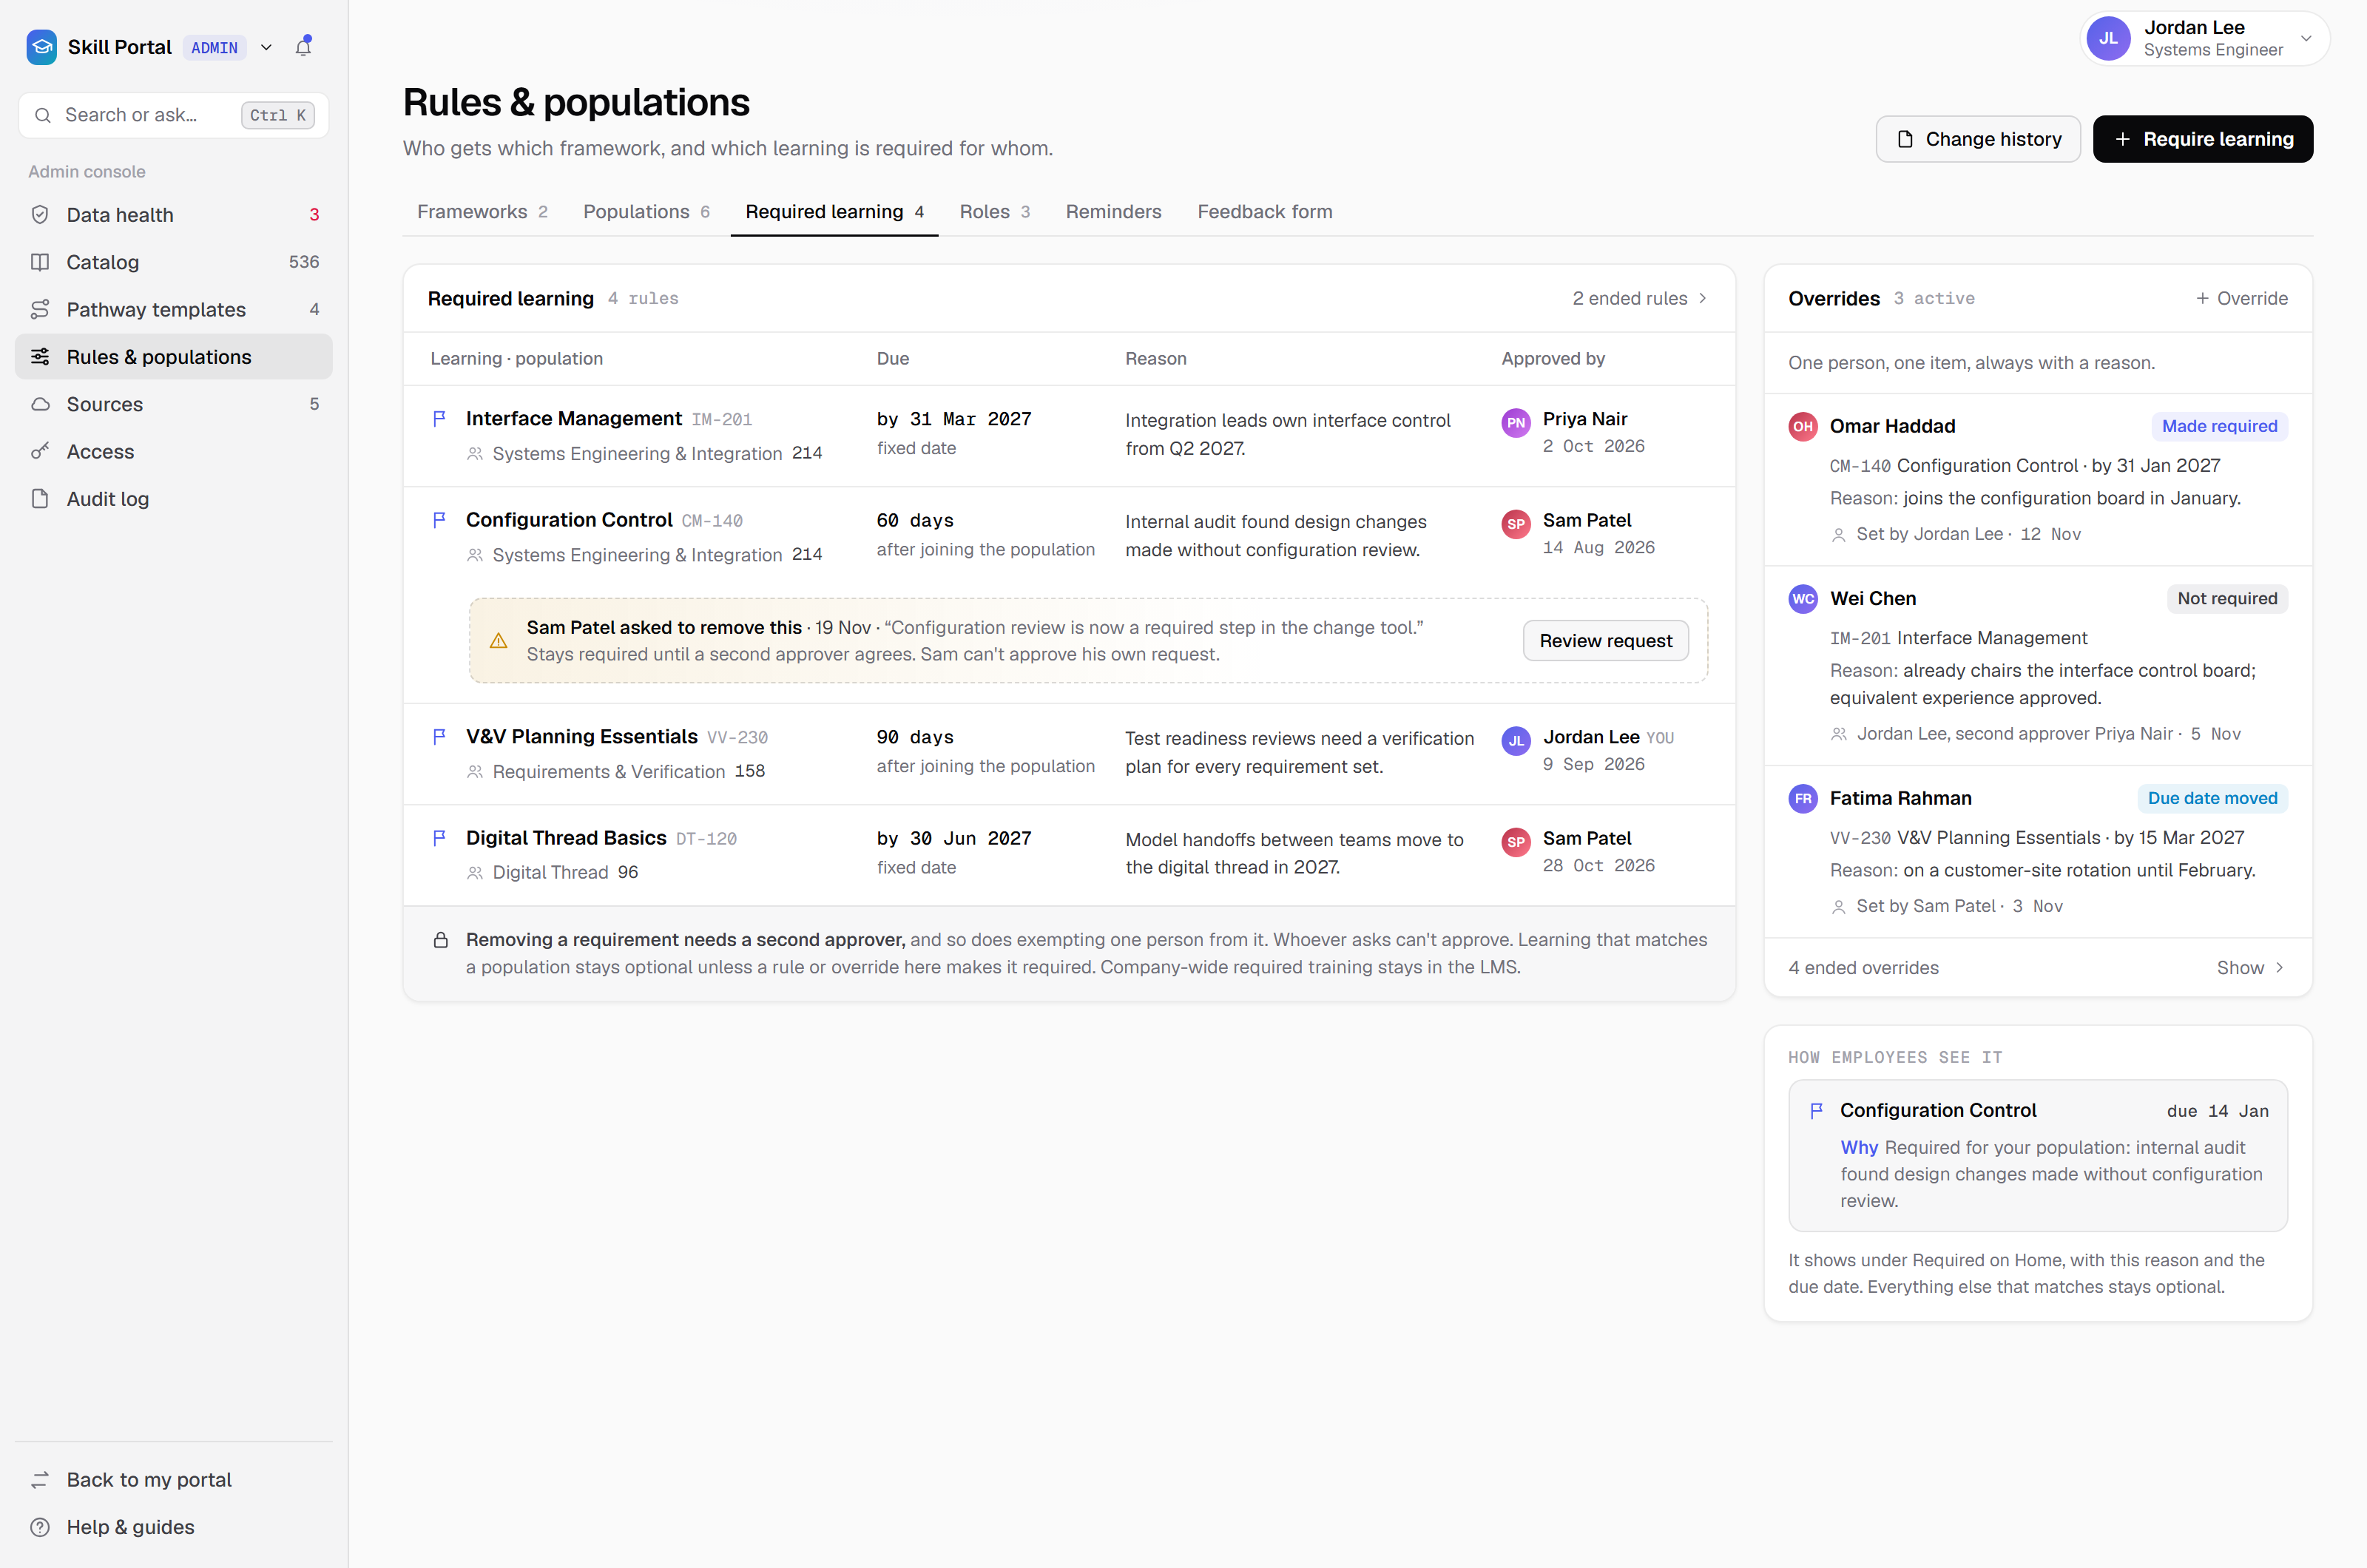 Skill Portal ADMIN
Search or ask... Ctrl K
Admin console
Data health 3
Catalog 536
Pathway templates 4
Rules & populations
Sources 5
Access
Audit log
Back to my portal
Help & guides
JL Jordan Lee
Systems Engineer
Rules & populations
Who gets which framework, and which learning is required for whom.
Change history
+ Require learning
Frameworks 2 Populations 6 Required learning 4 Roles 3 Reminders Feedback form
Required learning 4 rules 2 ended rules
Learning · population Due Reason Approved by
Interface Management IM-201
Systems Engineering & Integration 214
by 31 Mar 2027
fixed date
Integration leads own interface control
from Q2 2027.
PN Priya Nair
2 Oct 2026
Configuration Control CM-140
Systems Engineering & Integration 214
60 days
after joining the population
Internal audit found design changes
made without configuration review.
SP Sam Patel
14 Aug 2026
Sam Patel asked to remove this · 19 Nov · “Configuration review is now a required step in the change tool.”
Stays required until a second approver agrees. Sam can't approve his own request.
Review request
V&V Planning Essentials VV-230
Requirements & Verification 158
90 days
after joining the population
Test readiness reviews need a verification
plan for every requirement set.
JL Jordan Lee YOU
9 Sep 2026
Digital Thread Basics DT-120
Digital Thread 96
by 30 Jun 2027
fixed date
Model handoffs between teams move to
the digital thread in 2027.
SP Sam Patel
28 Oct 2026
Removing a requirement needs a second approver, and so does exempting one person from it. Whoever asks can't approve. Learning that matches
a population stays optional unless a rule or override here makes it required. Company-wide required training stays in the LMS.
Overrides 3 active + Override
One person, one item, always with a reason.
OH Omar Haddad Made required
CM-140 Configuration Control · by 31 Jan 2027
Reason: joins the configuration board in January.
Set by Jordan Lee · 12 Nov
WC Wei Chen Not required
IM-201 Interface Management
Reason: already chairs the interface control board;
equivalent experience approved.
Jordan Lee, second approver Priya Nair · 5 Nov
FR Fatima Rahman Due date moved
VV-230 V&V Planning Essentials · by 15 Mar 2027
Reason: on a customer-site rotation until February.
Set by Sam Patel · 3 Nov
4 ended overrides Show
HOW EMPLOYEES SEE IT
Configuration Control due 14 Jan
Why Required for your population: internal audit
found design changes made without configuration
review.
It shows under Required on Home, with this reason and the
due date. Everything else that matches stays optional.